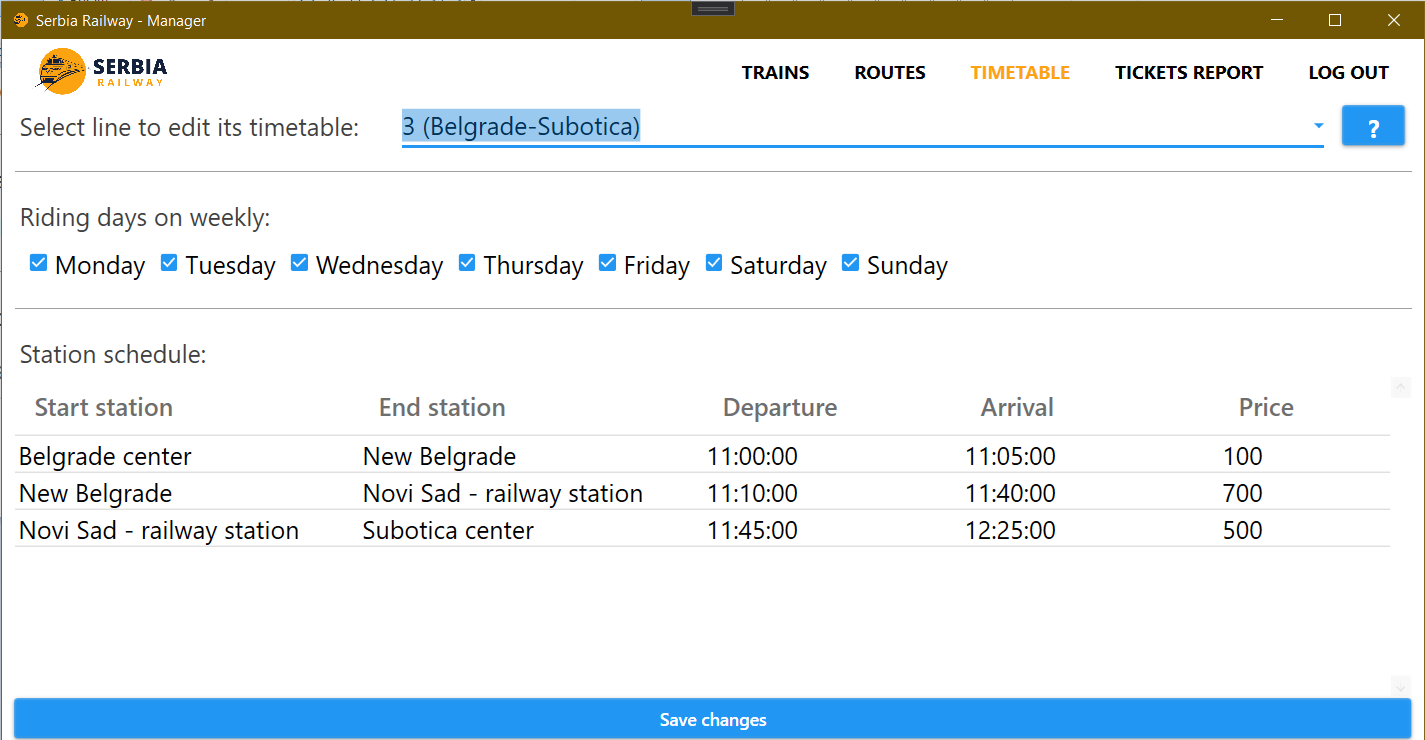 Serbia Railway - Manager
SERBIA
RAILWAY
TRAINS ROUTES TIMETABLE TICKETS REPORT LOG OUT
Select line to edit its timetable: 3 (Belgrade-Subotica) ?
Riding days on weekly:
Monday Tuesday Wednesday Thursday Friday Saturday Sunday
Station schedule:
Start station End station Departure Arrival Price
Belgrade center New Belgrade 11:00:00 11:05:00 100
New Belgrade Novi Sad - railway station 11:10:00 11:40:00 700
Novi Sad - railway station Subotica center 11:45:00 12:25:00 500
Save changes